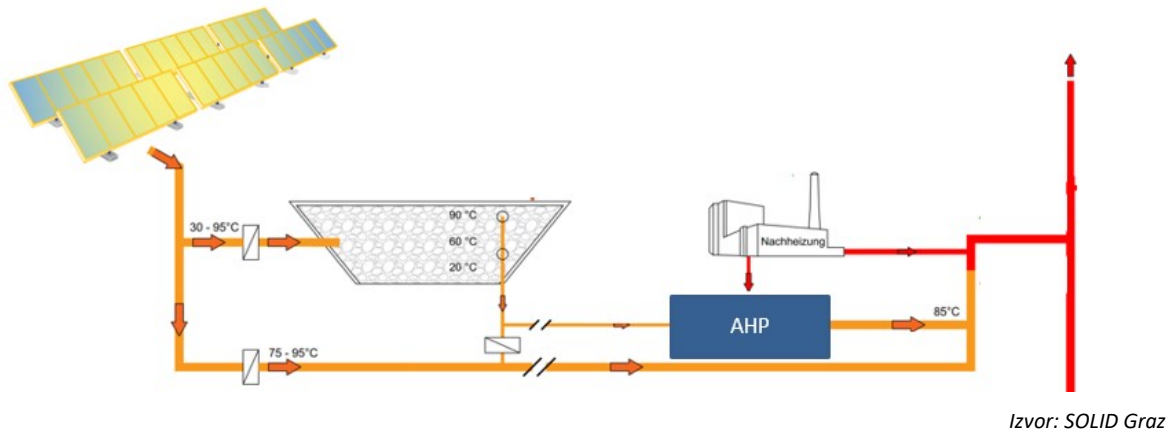 30 - 95°C
90 °C
60 °C
20 °C
Nachheizung
AHP
85°C
75 - 95°C
Izvor: SOLID Graz